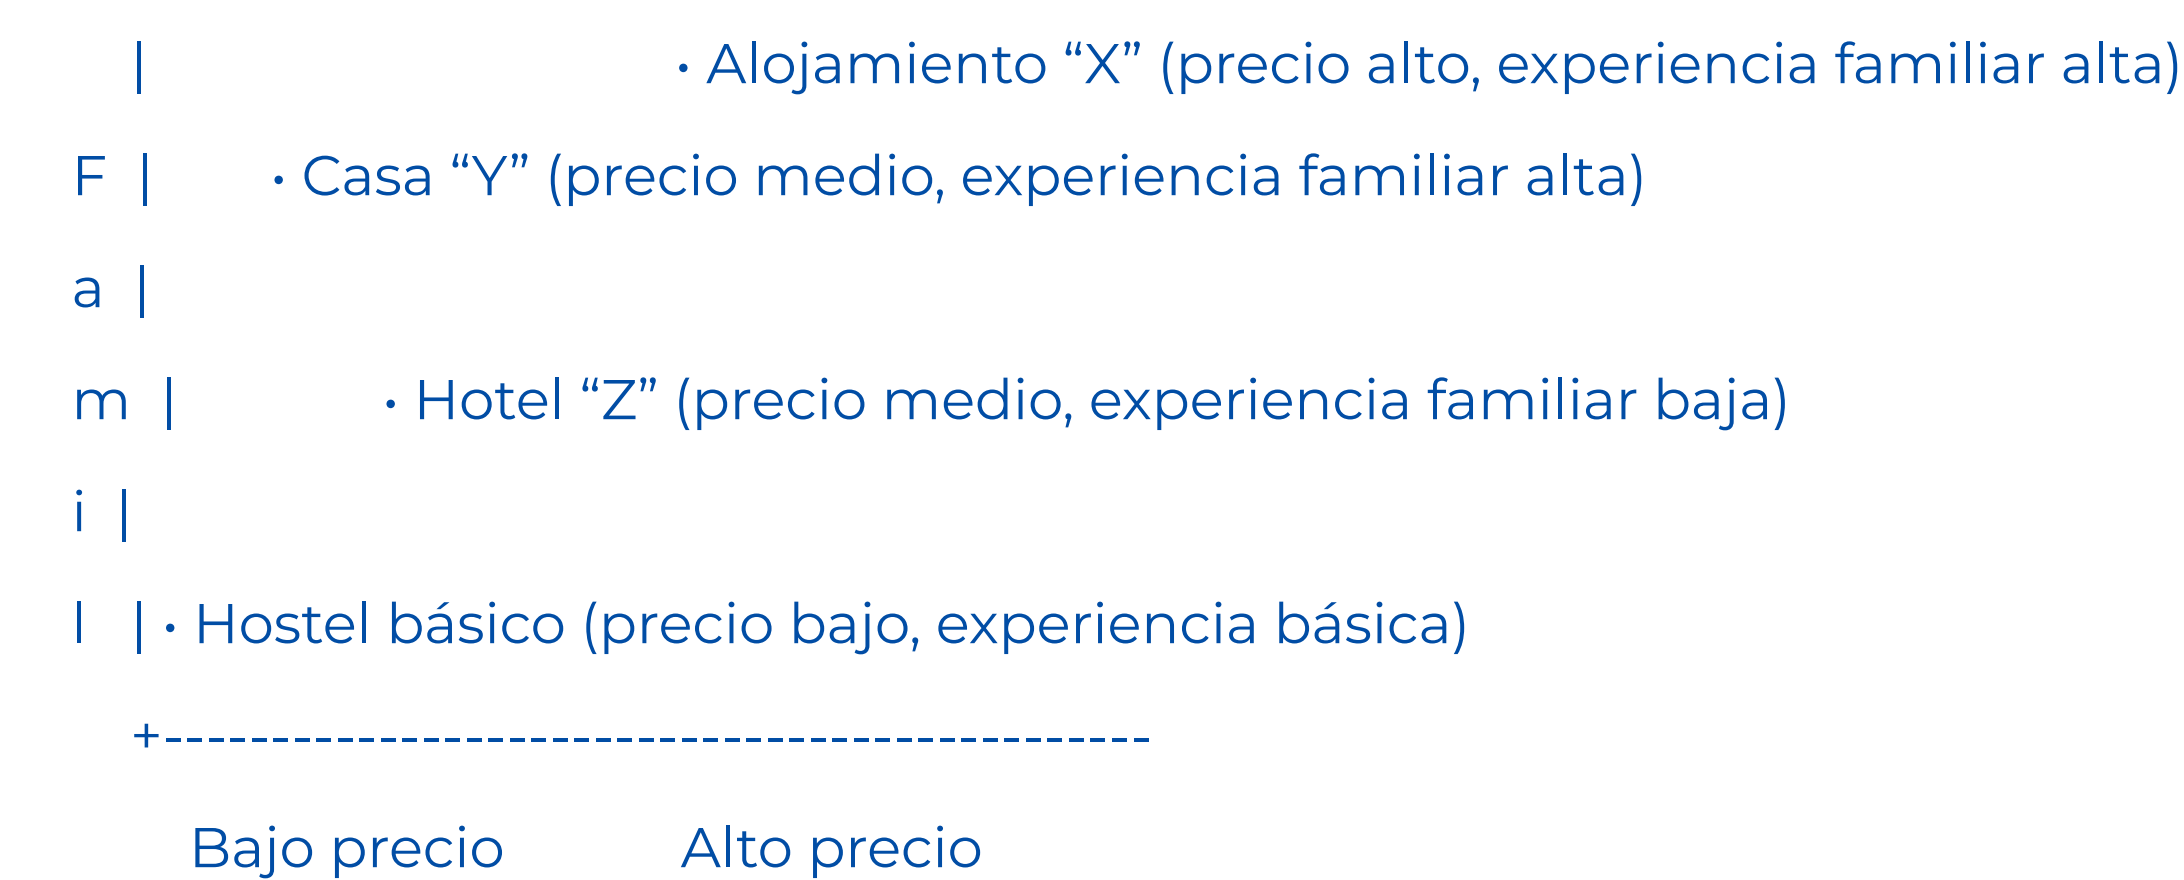 | • Alojamiento “X” (precio alto, experiencia familiar alta)
F | • Casa “Y” (precio medio, experiencia familiar alta)
a |
m | • Hotel “Z” (precio medio, experiencia familiar baja)
i |
l | • Hostel básico (precio bajo, experiencia básica)
+----------------------------------------------
Bajo precio Alto precio